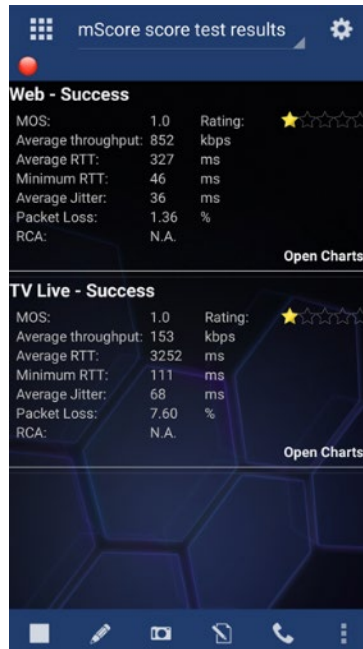 mScore score test results
Web - Success
MOS: 1.0 Rating:
Average throughput: 852 kbps
Average RTT: 327 ms
Minimum RTT: 46 ms
Average Jitter: 36 ms
Packet Loss: 1.36 %
RCA: N.A.
Open Charts
TV Live - Success
MOS: 1.0 Rating:
Average throughput: 153 kbps
Average RTT: 3252 ms
Minimum RTT: 111 ms
Average Jitter: 68 ms
Packet Loss: 7.60 %
RCA: N.A.
Open Charts